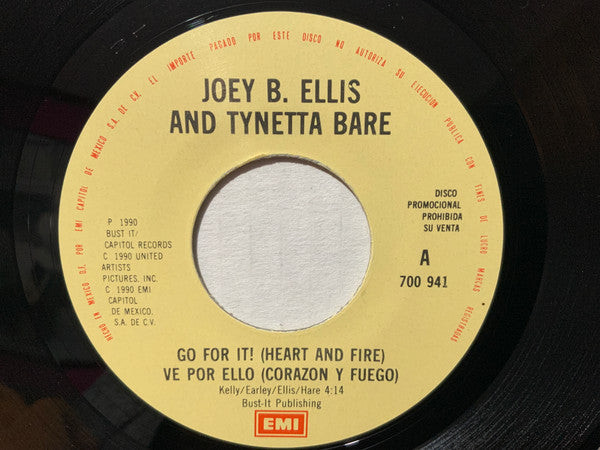 HECHO EN MEXICO D.F. POR EMI CAPITOL DE MEXICO S.A. DE C.V. EL IMPORTE PAGADO POR ESTE DISCO NO AUTORIZA SU EJECUCION PUBLICA CON FINES DE LUCRO MARCAS REGISTRADAS
JOEY B. ELLIS
AND TYNETTA BARE
P 1990
BUST IT/
CAPITOL RECORDS
C 1990 UNITED
ARTISTS
PICTURES, INC.
C 1990 EMI
CAPITOL
DE MEXICO,
S.A. DE C.V.
DISCO
PROMOCIONAL
PROHIBIDA
SU VENTA
A
700 941
GO FOR IT! (HEART AND FIRE)
VE POR ELLO (CORAZON Y FUEGO)
Kelly/Earley/Ellis/Hare 4:14
Bust-It Publishing
EMI